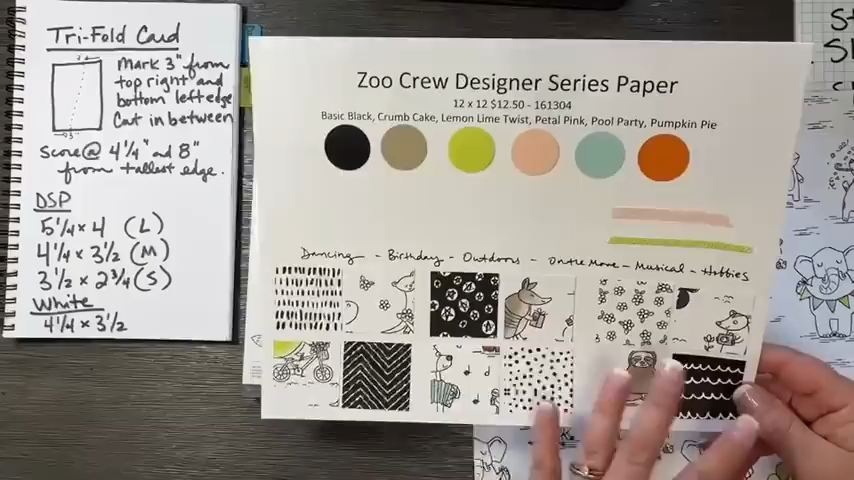 Tri-Fold Card
3"
Mark 3" from
top right and
bottom left edge
Cut in between
3"
Score @ 4 1/4" and 8"
from tallest edge.
DSP
5 1/4 x 4 (L)
4 1/4 x 3 1/2 (M)
3 1/2 x 2 3/4 (S)
White
4 1/4 x 3 1/2
Zoo Crew Designer Series Paper
12 x 12 $12.50 - 161304
Basic Black, Crumb Cake, Lemon Lime Twist, Petal Pink, Pool Party, Pumpkin Pie
Dancing - Birthday - Outdoors - On the Move - Musical - Hobbies